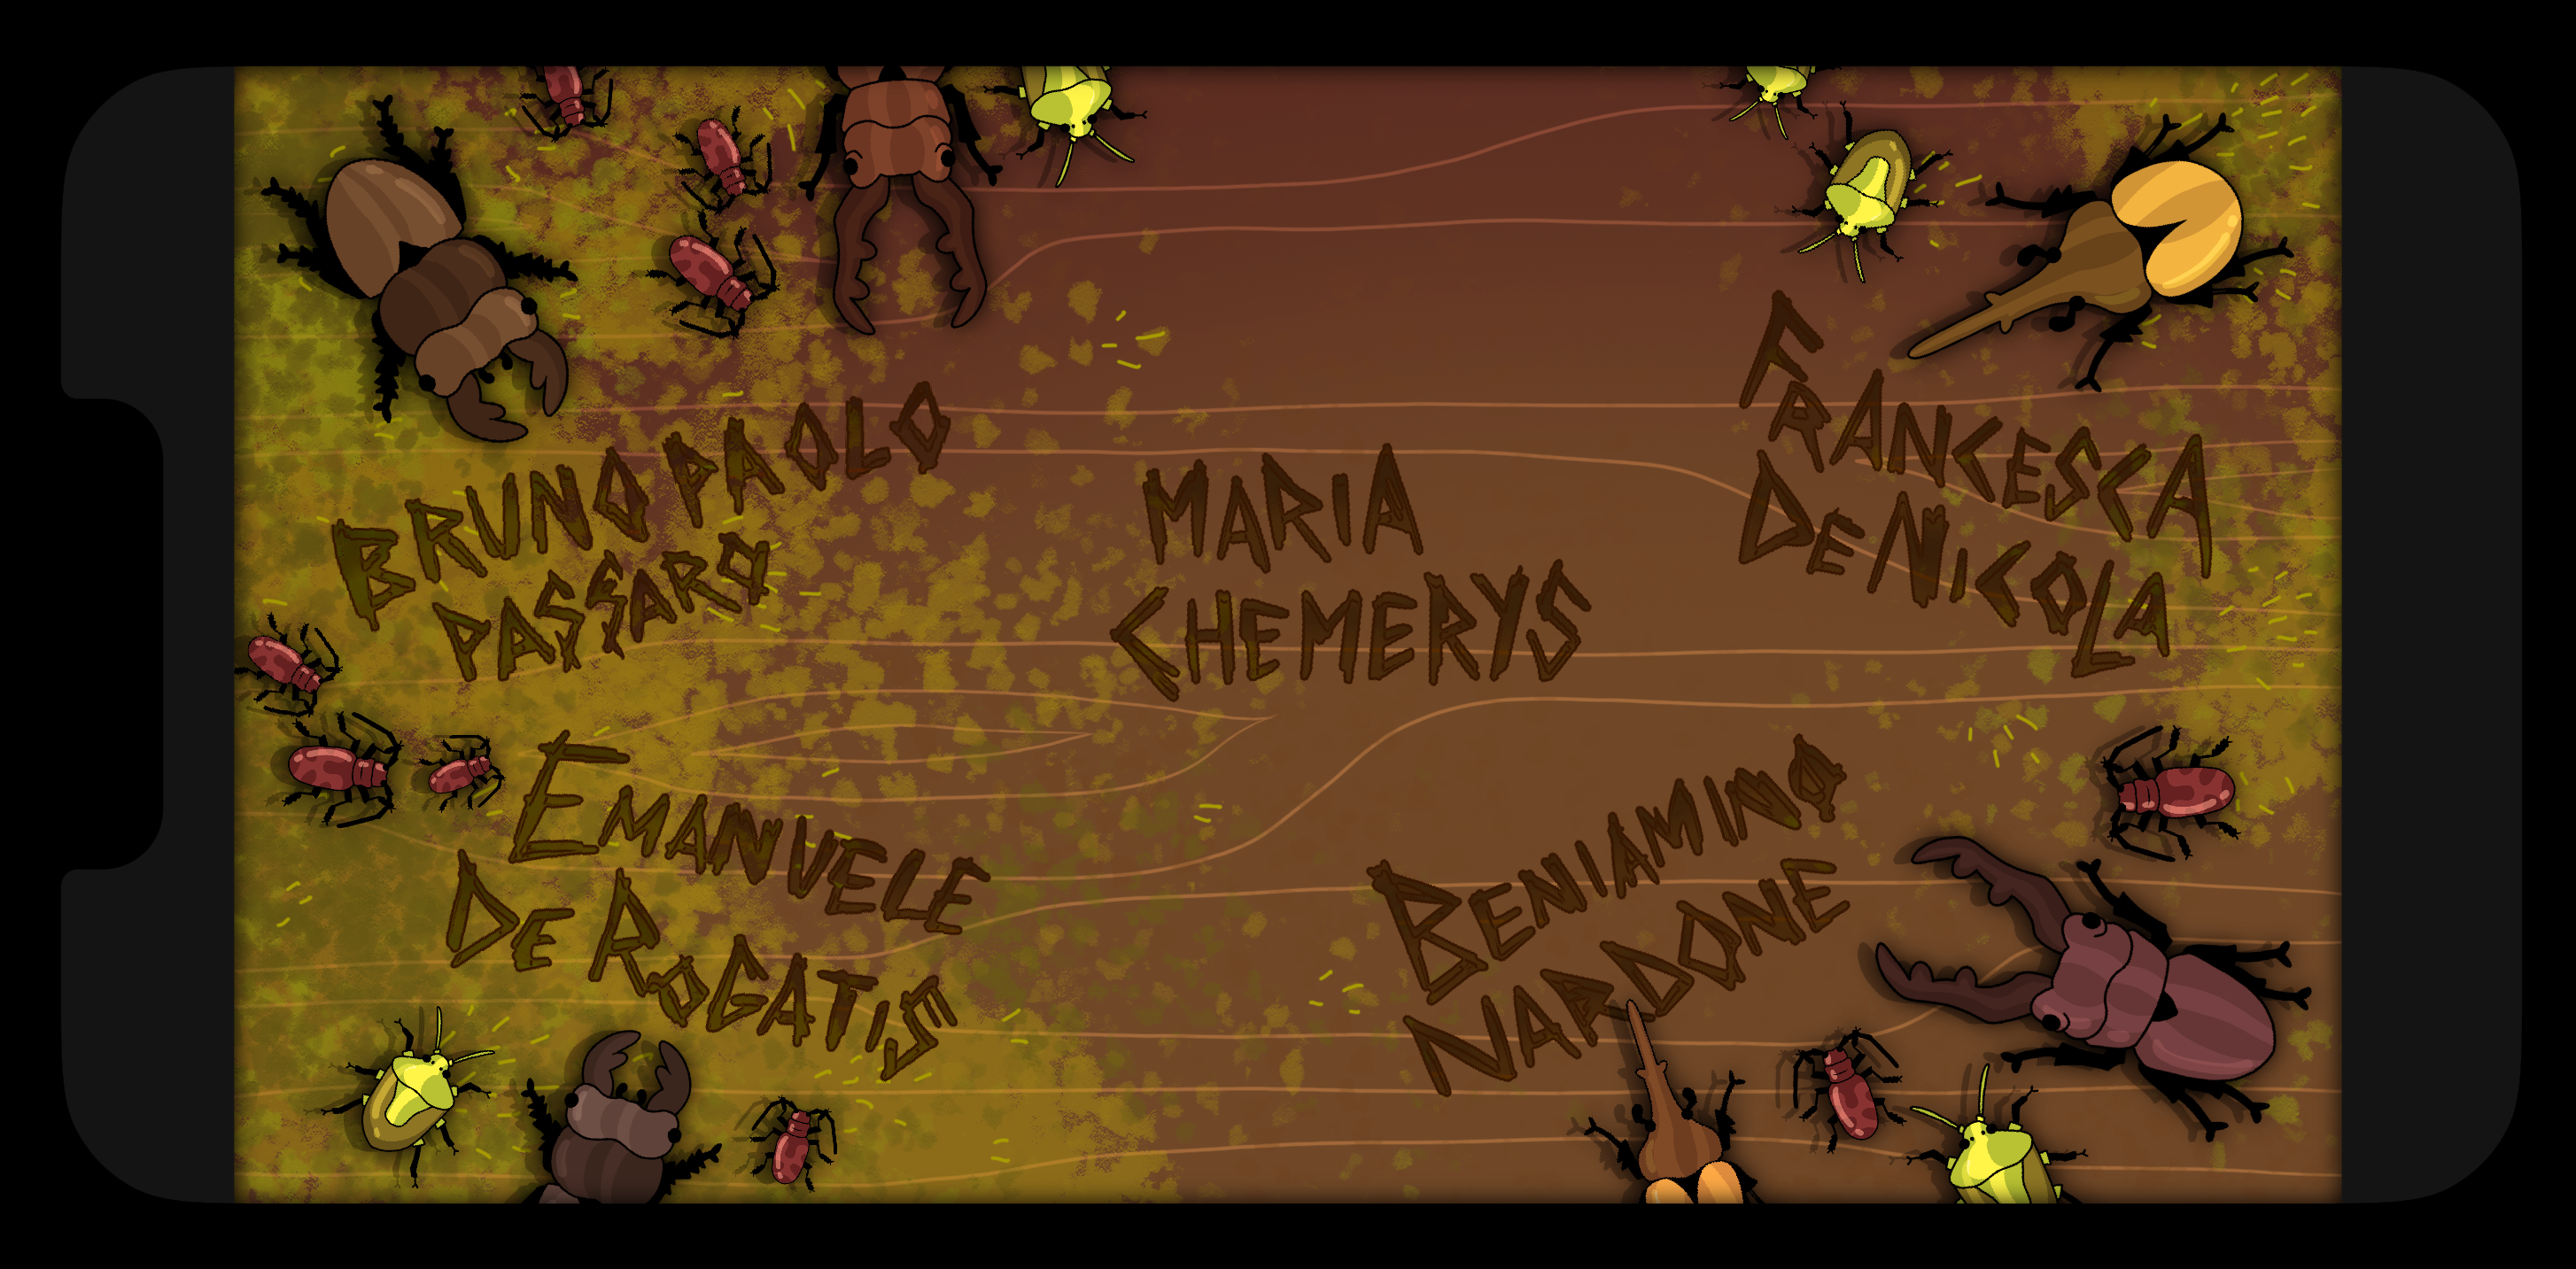 BRUNO PAOLO
PASSARO
MARIA
CHEMERYS
FRANCESCA
DE NICOLA
EMANUELE
DE ROGATIS
BENIAMINO
NARDONE